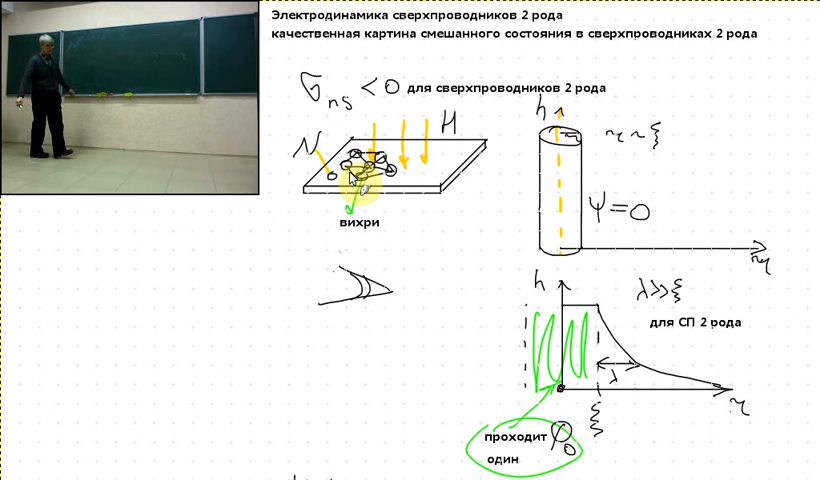 Электродинамика сверхпроводников 2 рода
качественная картина смешанного состояния в сверхпроводниках 2 рода
σns < 0 для сверхпроводников 2 рода
N
H
вихри
h
r ~ ξ
Ψ = 0
r
h
λ >> ξ
для СП 2 рода
λ
ξ
r
проходит φ0
один